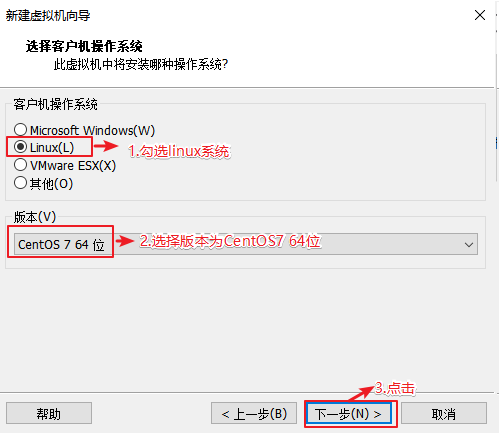 新建虚拟机向导
选择客户机操作系统
此虚拟机中将安装哪种操作系统?
客户机操作系统
Microsoft Windows(W)
Linux(L)
1.勾选linux系统
VMware ESX(X)
其他(O)
版本(V)
CentOS 7 64 位
2.选择版本为CentOS7 64位
3.点击
帮助
< 上一步(B)
下一步(N) >
取消